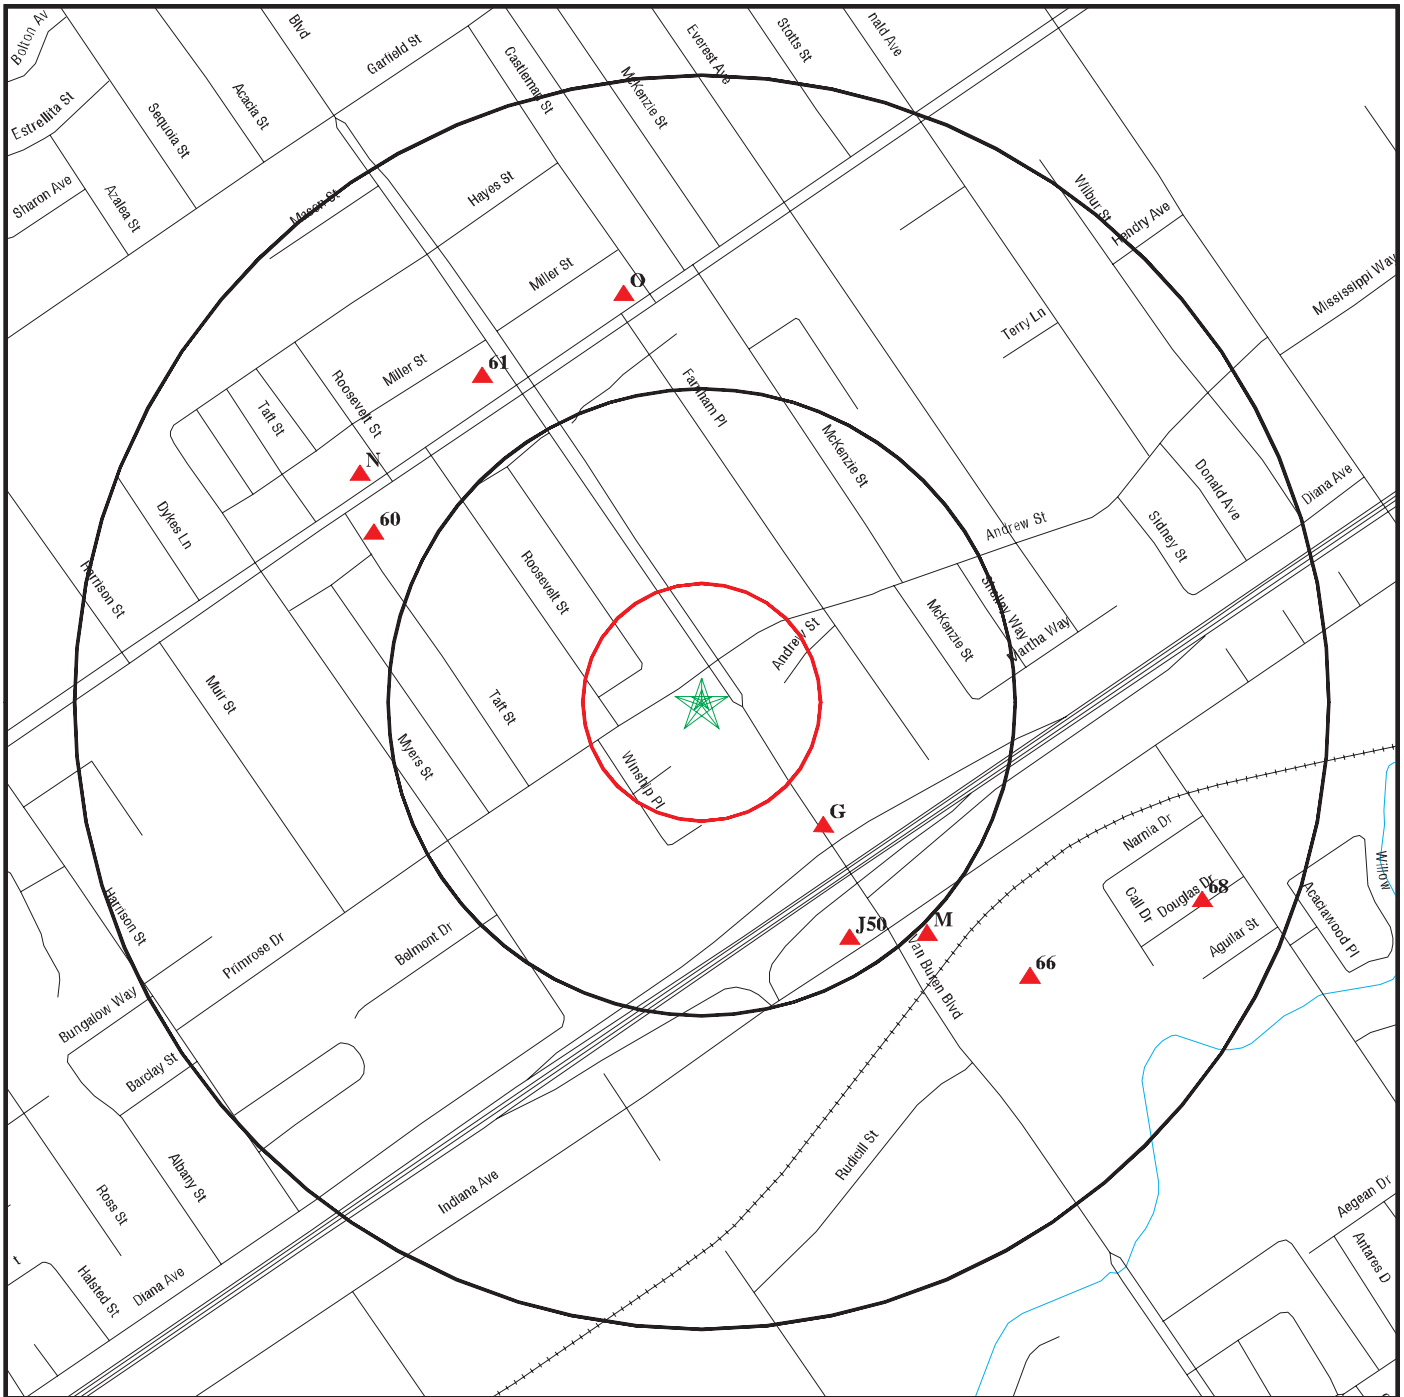 Bolton Av
Blvd
Garfield St
Castleman St
McKenzie St
Everest Ave
Stotts St
nald Ave
Estrellita St
Sequoia St
Acacia St
Sharon Ave
Azalea St
Mason St
Hayes St
Wilbur St
Hendry Ave
Miller St
O
Mississippi Way
Terry Ln
61
Miller St
Roosevelt St
Taft St
Farnham Pl
McKenzie St
N
60
Dykes Ln
Harrison St
Donald Ave
Diana Ave
Sidney St
Andrew St
Roosevelt St
Shelley Way
McKenzie St
Martha Way
Andrew St
Muir St
Taft St
Myers St
Winship Pl
G
Narnia Dr
Willow
Call Dr
Douglas Dr
68
Acaciawood Pl
Aguilar St
J50
M
Van Buren Blvd
66
Harrison St
Primrose Dr
Belmont Dr
Bungalow Way
Barclay St
Rudicill St
Albany St
Ross St
Indiana Ave
Aegean Dr
Antares D
t
Halsted St
Diana Ave